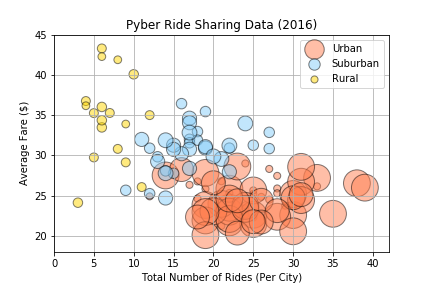 Pyber Ride Sharing Data (2016)
Urban
Suburban
Rural
Average Fare ($)
45
40
35
30
25
20
0 5 10 15 20 25 30 35 40
Total Number of Rides (Per City)